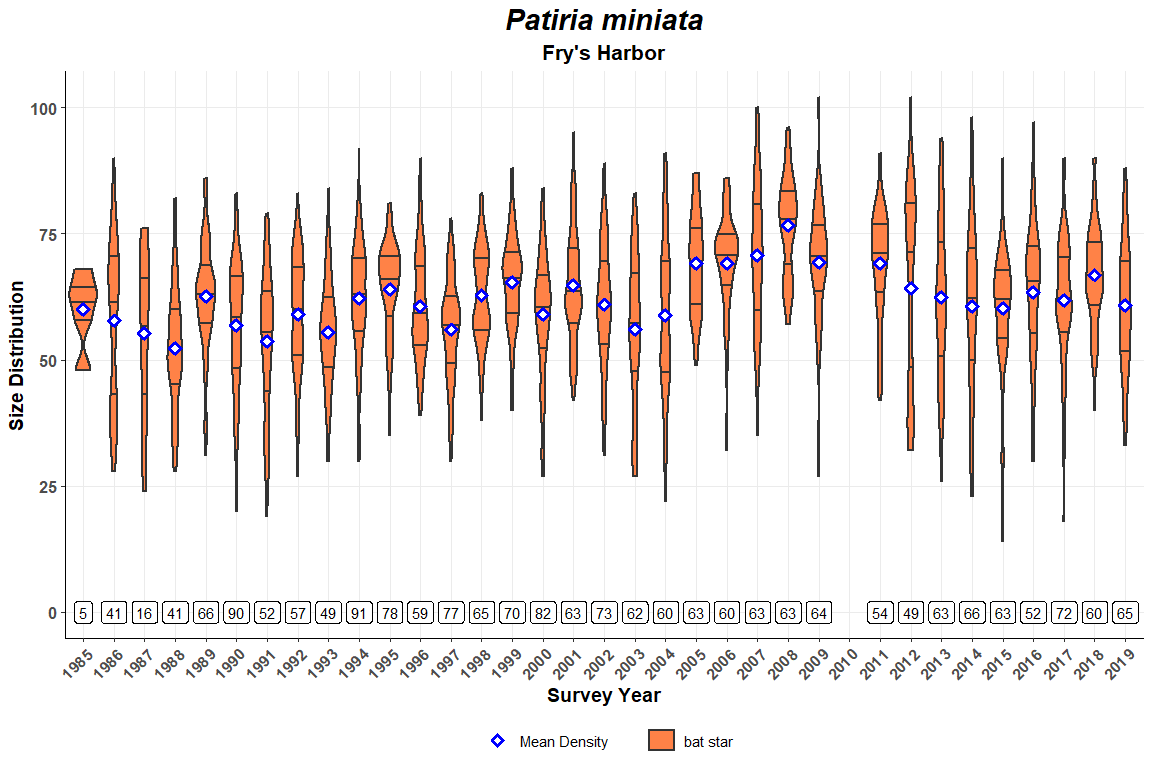 Patiria miniata
Fry's Harbor
Size Distribution
100
75
50
25
0
5 41 16 41 66 90 52 57 49 91 78 59 77 65 70 82 63 73 62 60 63 60 63 63 64 54 49 63 66 63 52 72 60 65
1985 1986 1987 1988 1989 1990 1991 1992 1993 1994 1995 1996 1997 1998 1999 2000 2001 2002 2003 2004 2005 2006 2007 2008 2009 2010 2011 2012 2013 2014 2015 2016 2017 2018 2019
Survey Year
Mean Density bat star